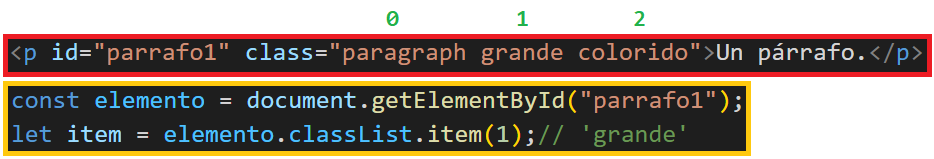 0 1 2
<p id="parrafo1" class="paragraph grande colorido">Un párrafo.</p>
const elemento = document.getElementById("parrafo1");
let item = elemento.classList.item(1);// 'grande'